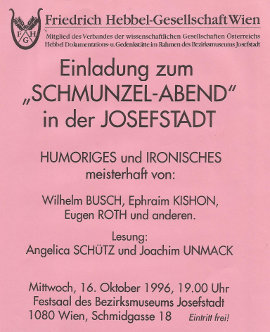 F H G
Friedrich Hebbel-Gesellschaft Wien
Mitglied des Verbandes der wissenschaftlichen Gesellschaften Österreichs
Hebbel Dokumentations- u. Gedenkstätte im Rahmen des Bezirksmuseums Josefstadt
Einladung zum
„SCHMUNZEL-ABEND"
in der JOSEFSTADT
HUMORIGES und IRONISCHES
meisterhaft von:
Wilhelm BUSCH, Ephraim KISHON,
Eugen ROTH und anderen.
Lesung:
Angelica SCHÜTZ und Joachim UNMACK
Mittwoch, 16. Oktober 1996, 19.00 Uhr
Festsaal des Bezirksmuseums Josefstadt
1080 Wien, Schmidgasse 18 Eintritt frei!